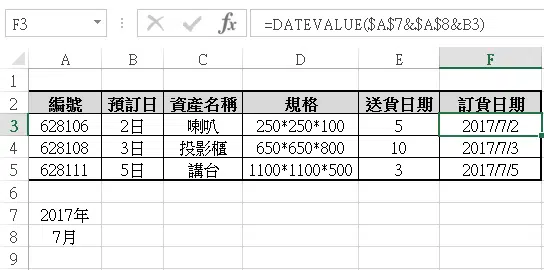 F3 fx =DATEVALUE($A$7&$A$8&B3)
A B C D E F
1
2 編號 預訂日 資產名稱 規格 送貨日期 訂貨日期
3 628106 2日 喇叭 250*250*100 5 2017/7/2
4 628108 3日 投影櫃 650*650*800 10 2017/7/3
5 628111 5日 講台 1100*1100*500 3 2017/7/5
6
7 2017年
8 7月
9